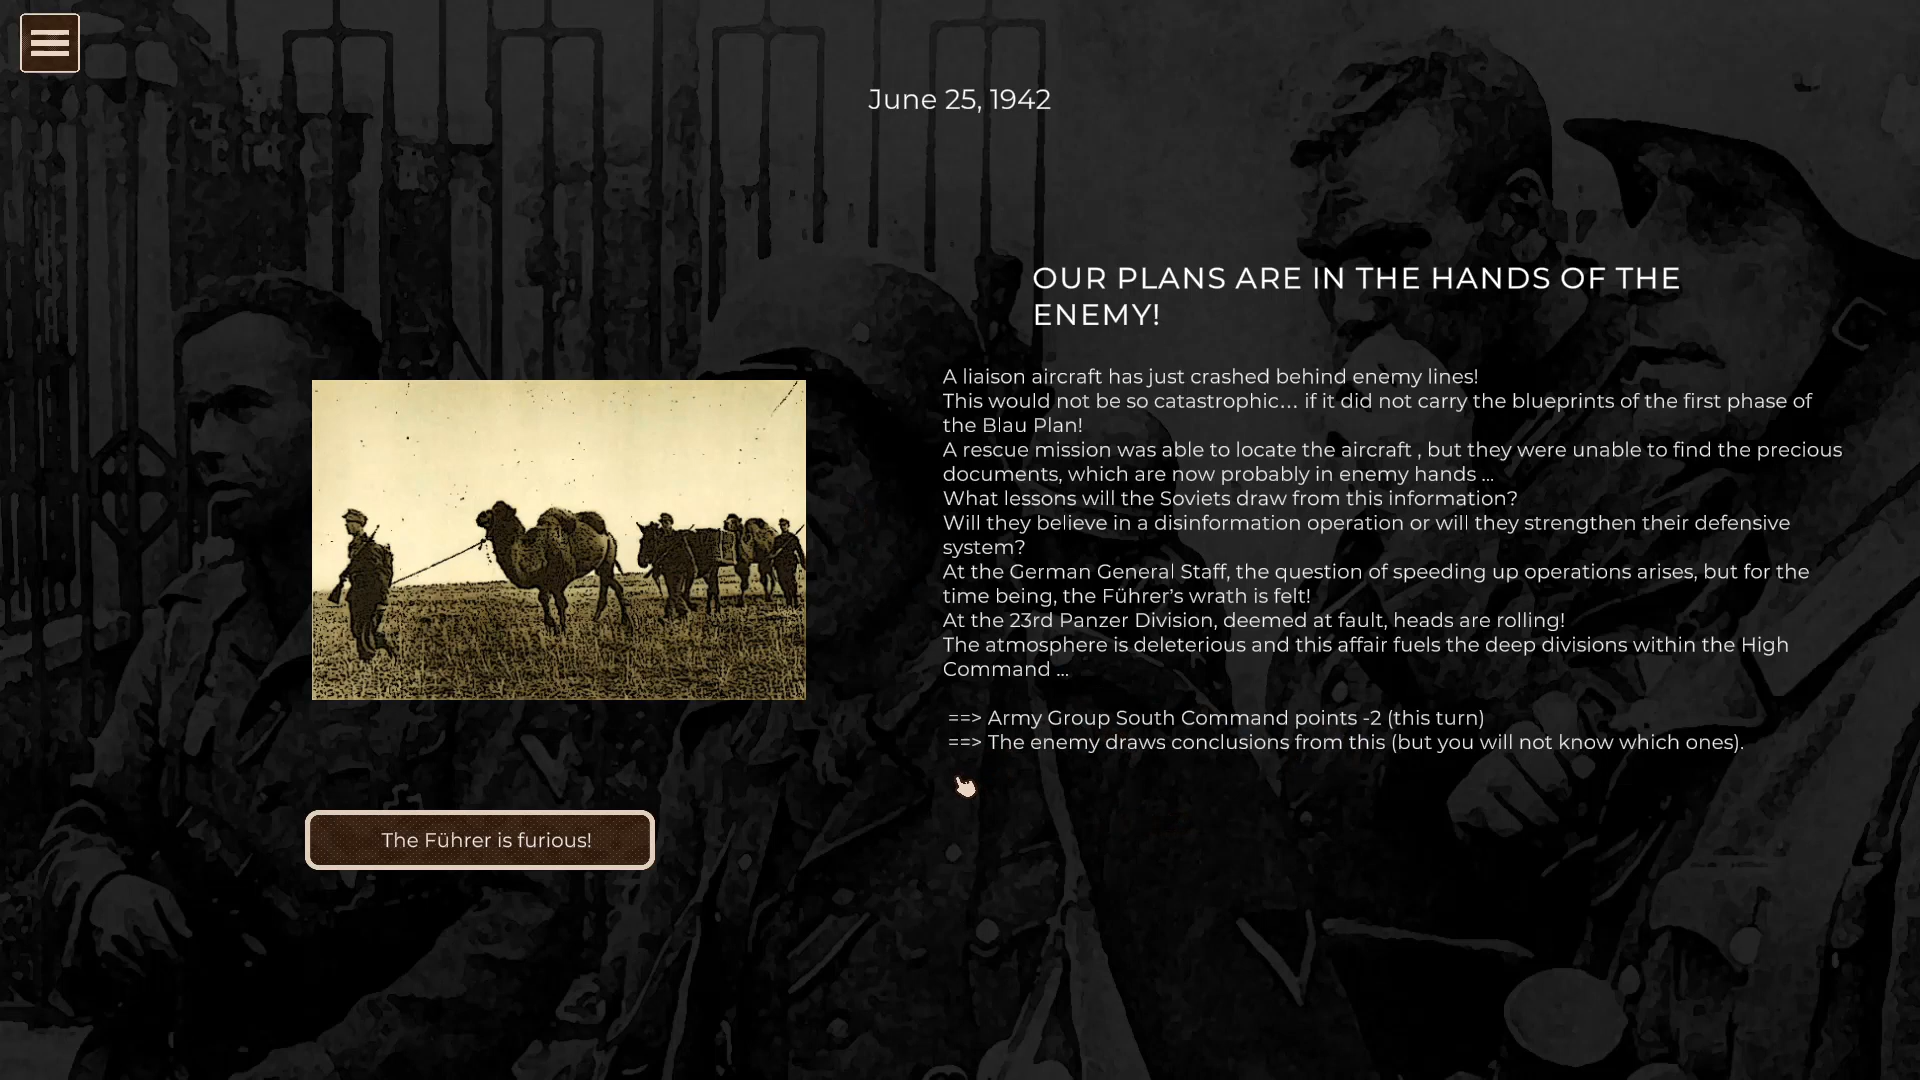 June 25, 1942
OUR PLANS ARE IN THE HANDS OF THE
ENEMY!
A liaison aircraft has just crashed behind enemy lines!
This would not be so catastrophic... if it did not carry the blueprints of the first phase of
the Blau Plan!
A rescue mission was able to locate the aircraft , but they were unable to find the precious
documents, which are now probably in enemy hands ...
What lessons will the Soviets draw from this information?
Will they believe in a disinformation operation or will they strengthen their defensive
system?
At the German General Staff, the question of speeding up operations arises, but for the
time being, the Führer’s wrath is felt!
At the 23rd Panzer Division, deemed at fault, heads are rolling!
The atmosphere is deleterious and this affair fuels the deep divisions within the High
Command ...
==> Army Group South Command points -2 (this turn)
==> The enemy draws conclusions from this (but you will not know which ones).
The Führer is furious!